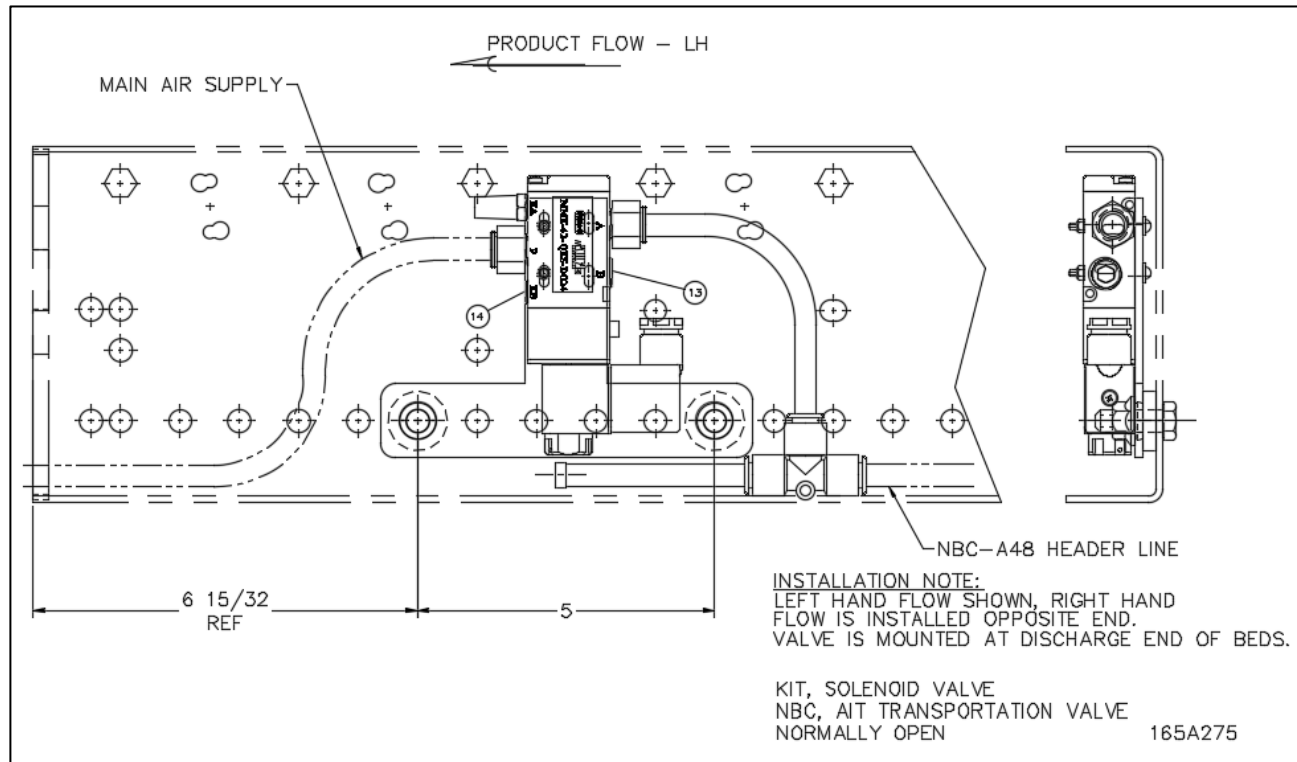 PRODUCT FLOW - LH
MAIN AIR SUPPLY
EA
P
EB
A
B
13
14
NBC-A48 HEADER LINE
6 15/32
REF
5
INSTALLATION NOTE:
LEFT HAND FLOW SHOWN, RIGHT HAND
FLOW IS INSTALLED OPPOSITE END.
VALVE IS MOUNTED AT DISCHARGE END OF BEDS.
KIT, SOLENOID VALVE
NBC, AIT TRANSPORTATION VALVE
NORMALLY OPEN
165A275